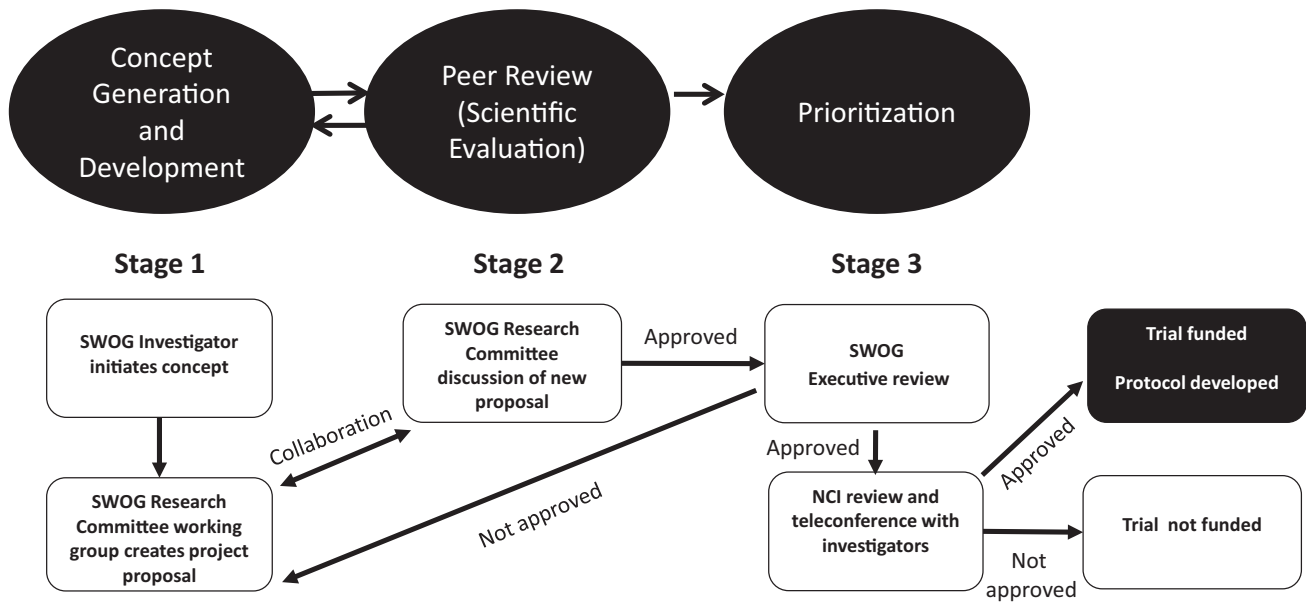 Concept
Generation
and
Development
Peer Review
(Scientific
Evaluation)
Prioritization
Stage 1
Stage 2
Stage 3
SWOG Investigator
initiates concept
SWOG Research
Committee
discussion of new
proposal
Approved
SWOG
Executive review
Trial funded
Protocol developed
Collaboration
Not approved
Approved
Approved
SWOG Research
Committee working
group creates project
proposal
NCI review and
teleconference with
investigators
Not
approved
Trial not funded